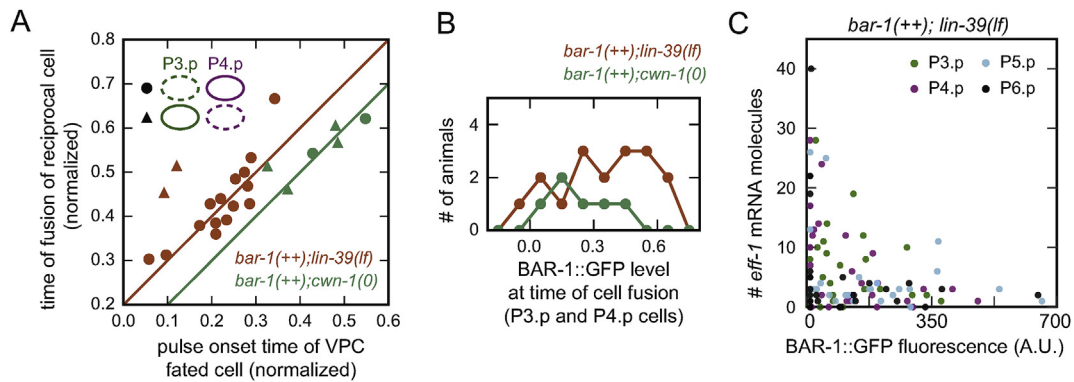 A
0.8
0.7
0.6
0.5
0.4
0.3
0.2
0.0
0.1
0.2
0.3
0.4
0.5
0.6
time of fusion of reciprocal cell
(normalized)
P3.p P4.p
bar-1(++);lin-39(lf)
bar-1(++);cwn-1(0)
pulse onset time of VPC
fated cell (normalized)
B
bar-1(++);lin-39(lf)
bar-1(++);cwn-1(0)
# of animals
4
2
0
0.0
0.3
0.6
BAR-1::GFP level
at time of cell fusion
(P3.p and P4.p cells)
C
bar-1(++); lin-39(lf)
# eff-1 mRNA molecules
40
30
20
10
0
P3.p P5.p
P4.p P6.p
0
350
700
BAR-1::GFP fluorescence (A.U.)